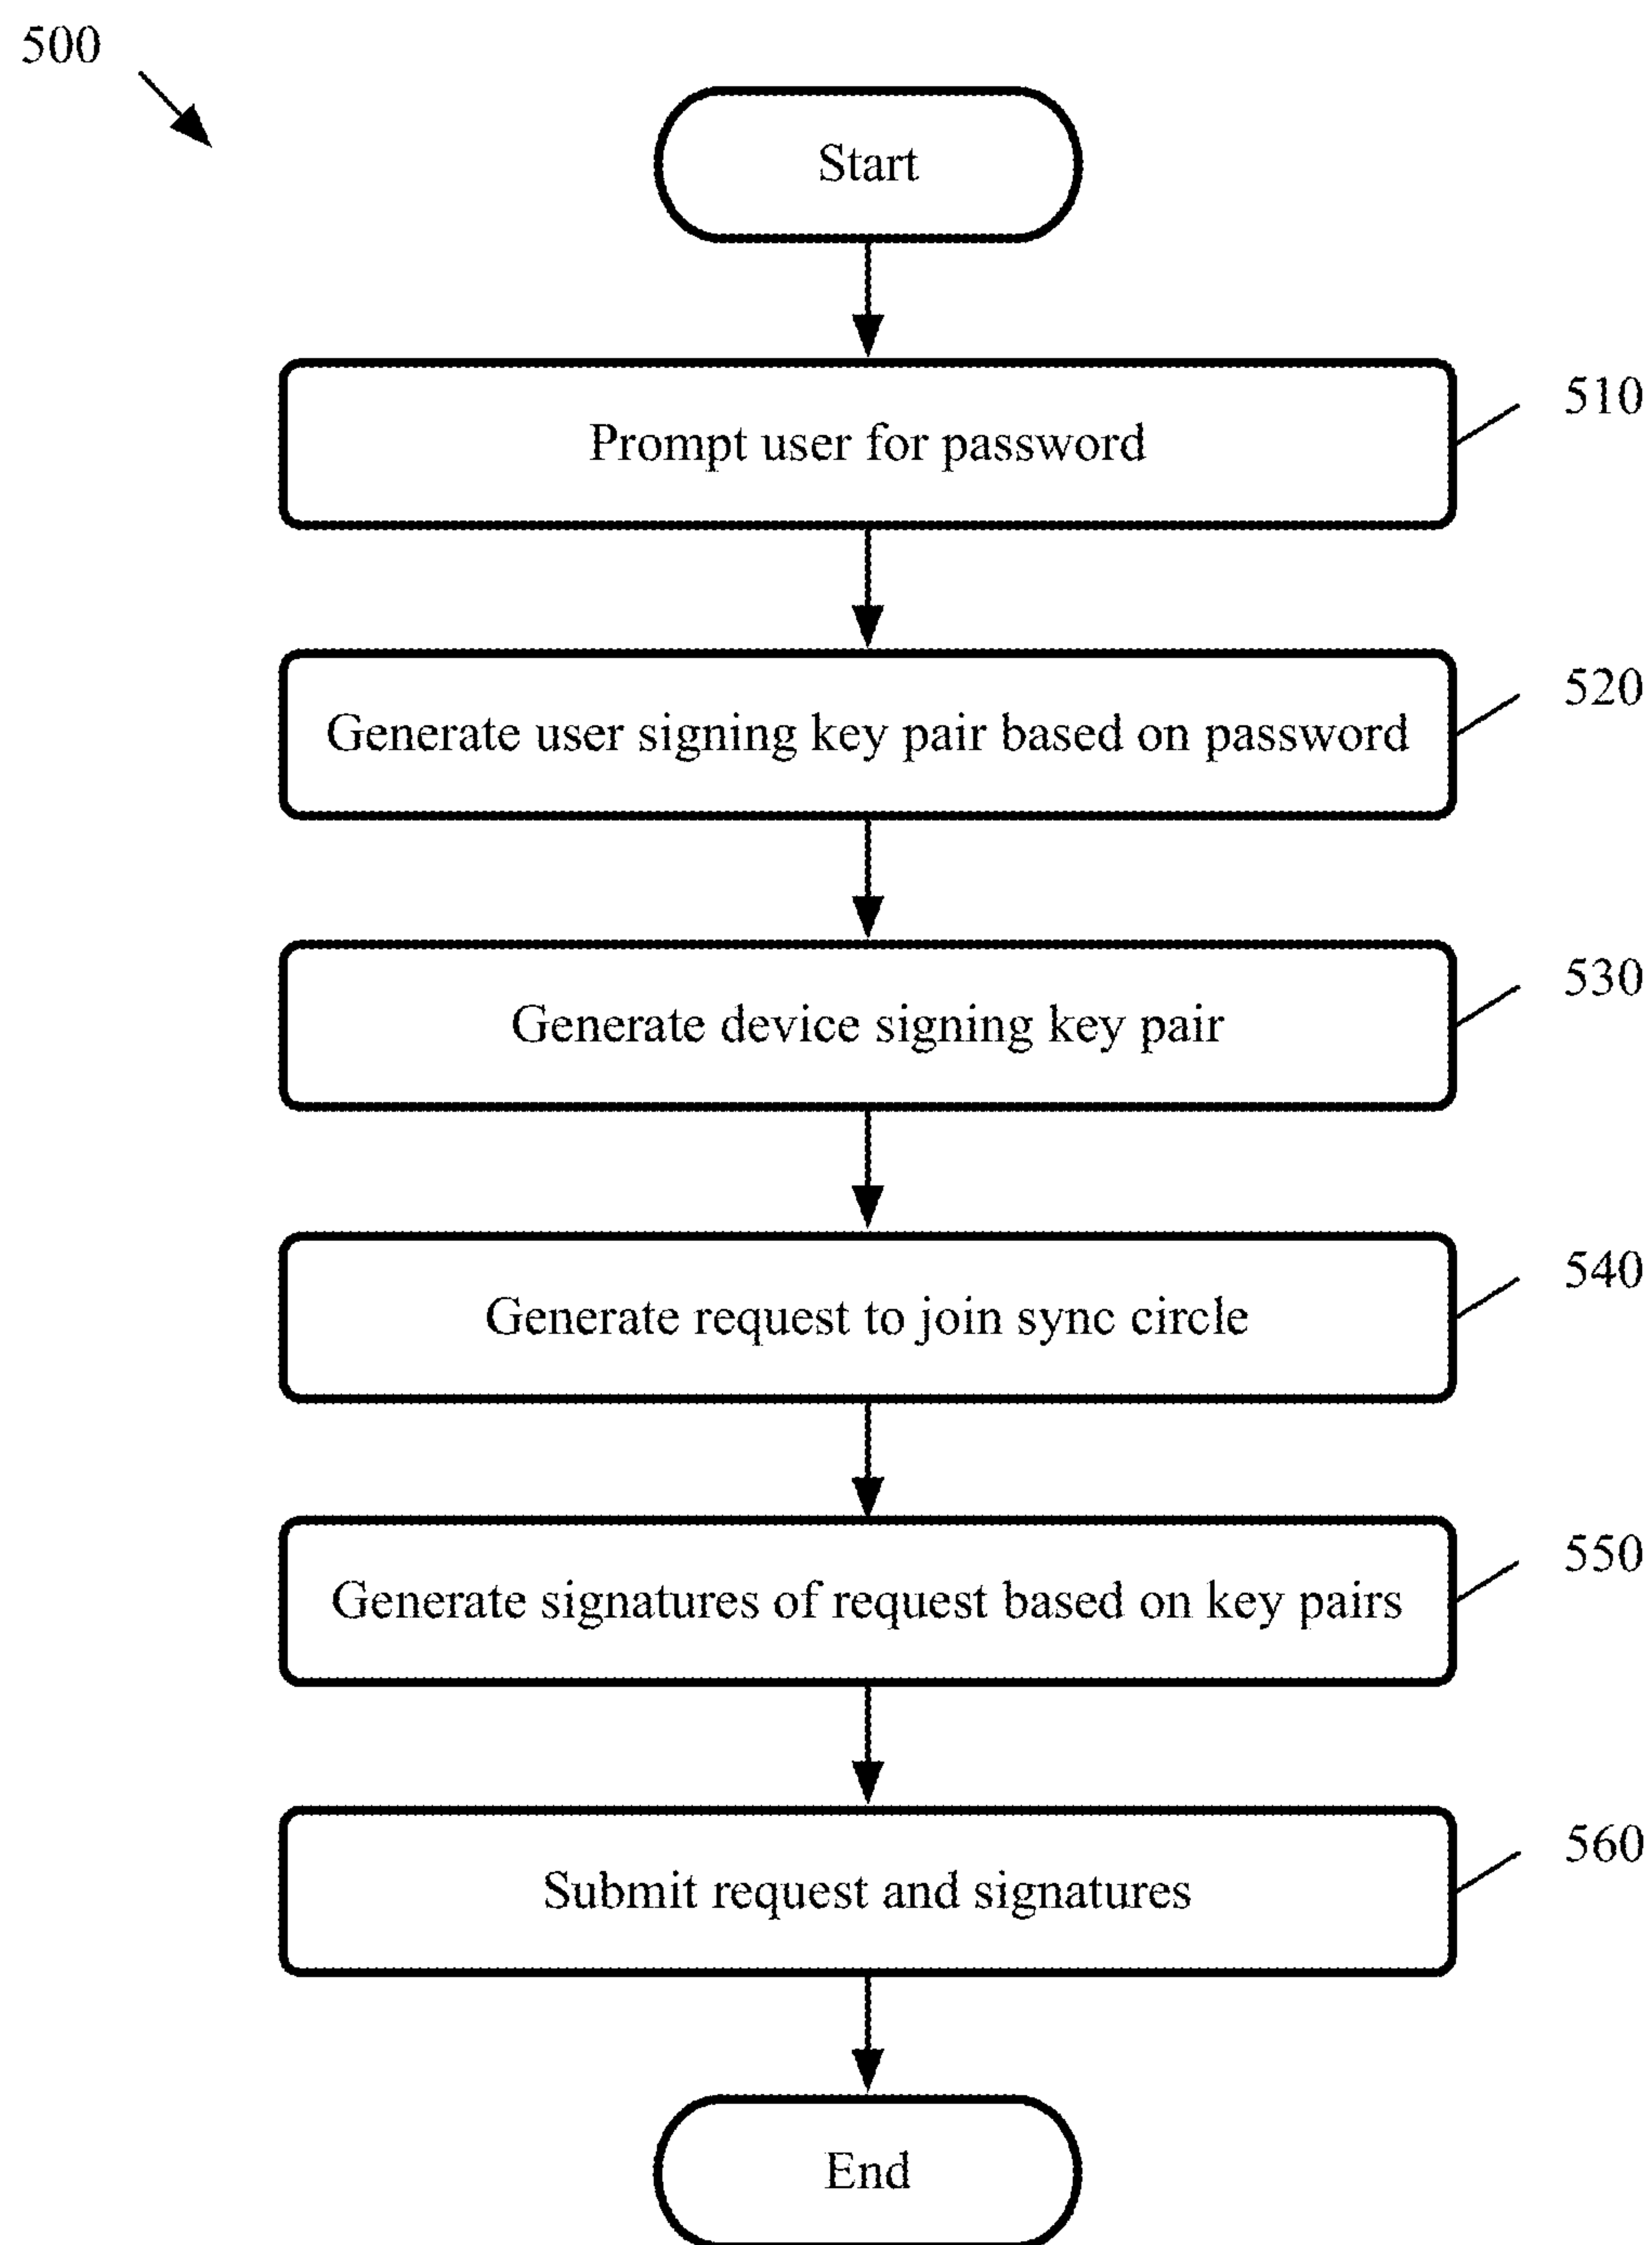 500
Start
Prompt user for password
510
Generate user signing key pair based on password
520
Generate device signing key pair
530
Generate request to join sync circle
540
Generate signatures of request based on key pairs
550
Submit request and signatures
560
End